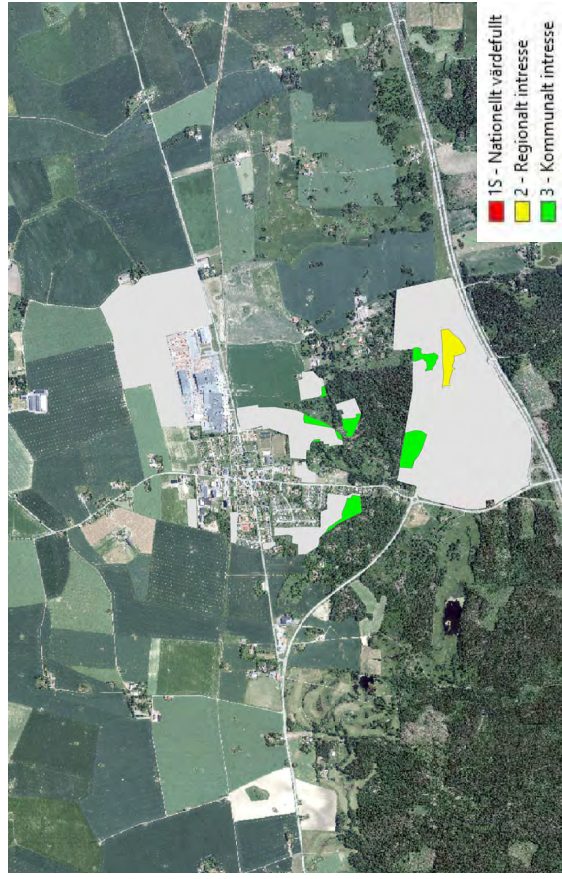 1S - Nationellt värdefullt
2 - Regionalt intresse
3 - Kommunalt intresse